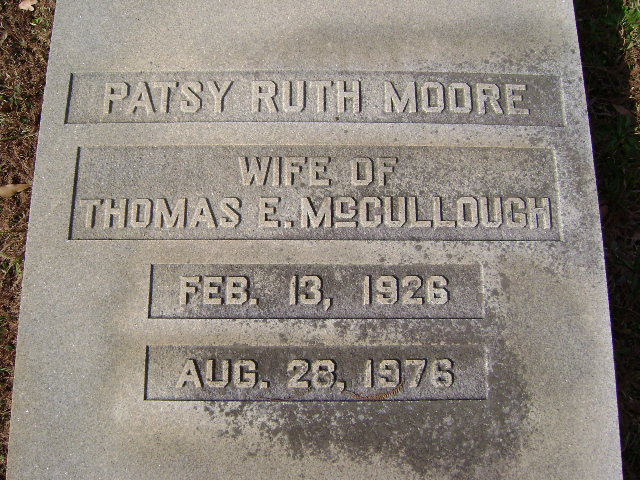 PATSY RUTH MOORE
WIFE OF
THOMAS E. McCULLOUGH
FEB. 13, 1926
AUG. 28, 1976